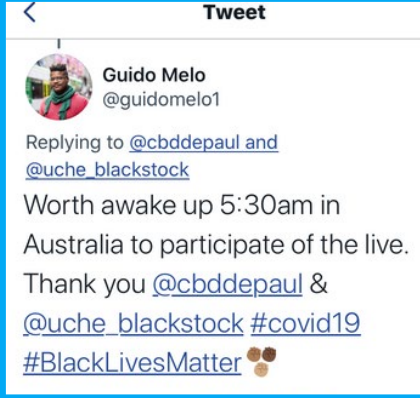 Tweet
Guido Melo
@guidomelo1
Replying to @cbddepaul and
@uche_blackstock
Worth awake up 5:30am in
Australia to participate of the live.
Thank you @cbddepaul &
@uche_blackstock #covid19
#BlackLivesMatter